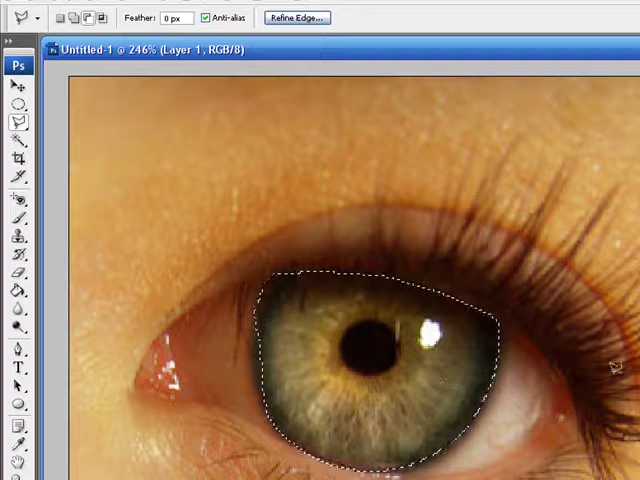 Feather: 0 px Anti-alias Refine Edge...
Untitled-1 @ 246% (Layer 1, RGB/8)
Ps
T